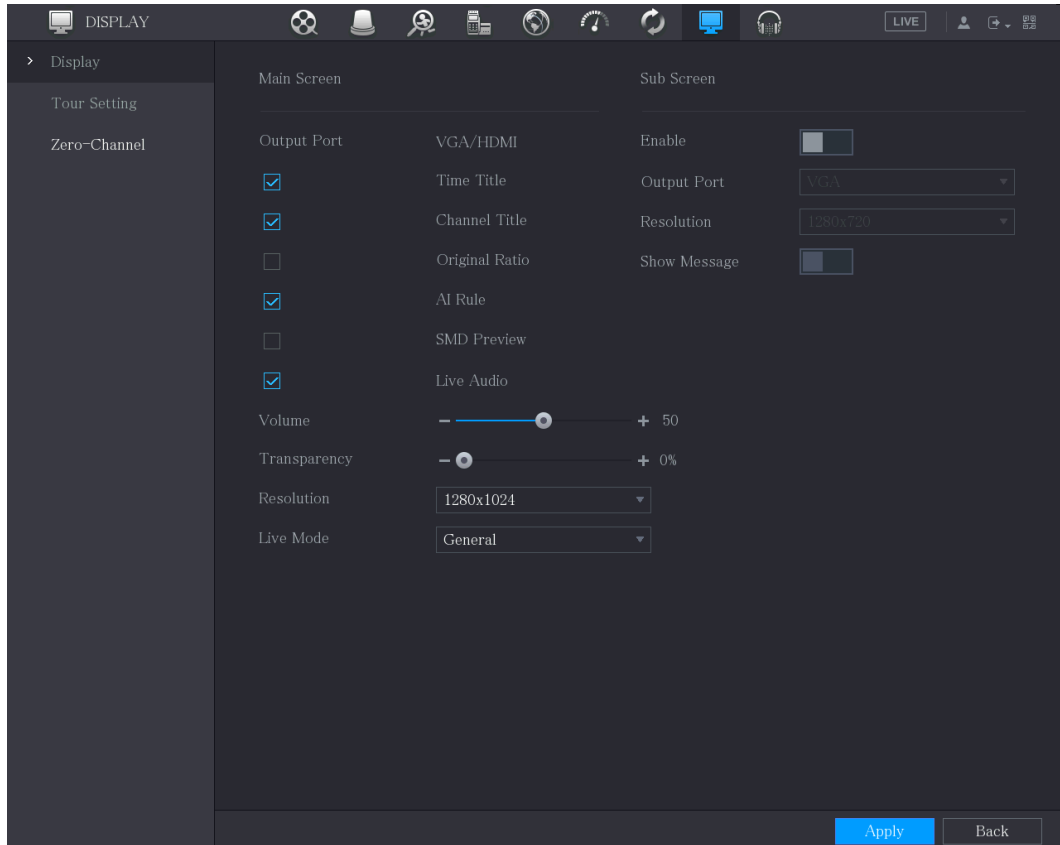 DISPLAY
LIVE
Display
Tour Setting
Zero-Channel
Main Screen
Sub Screen
Output Port VGA/HDMI
Enable
Time Title
Output Port VGA
Channel Title
Resolution 1280x720
Original Ratio
Show Message
AI Rule
SMD Preview
Live Audio
Volume 50
Transparency 0%
Resolution 1280x1024
Live Mode General
Apply
Back